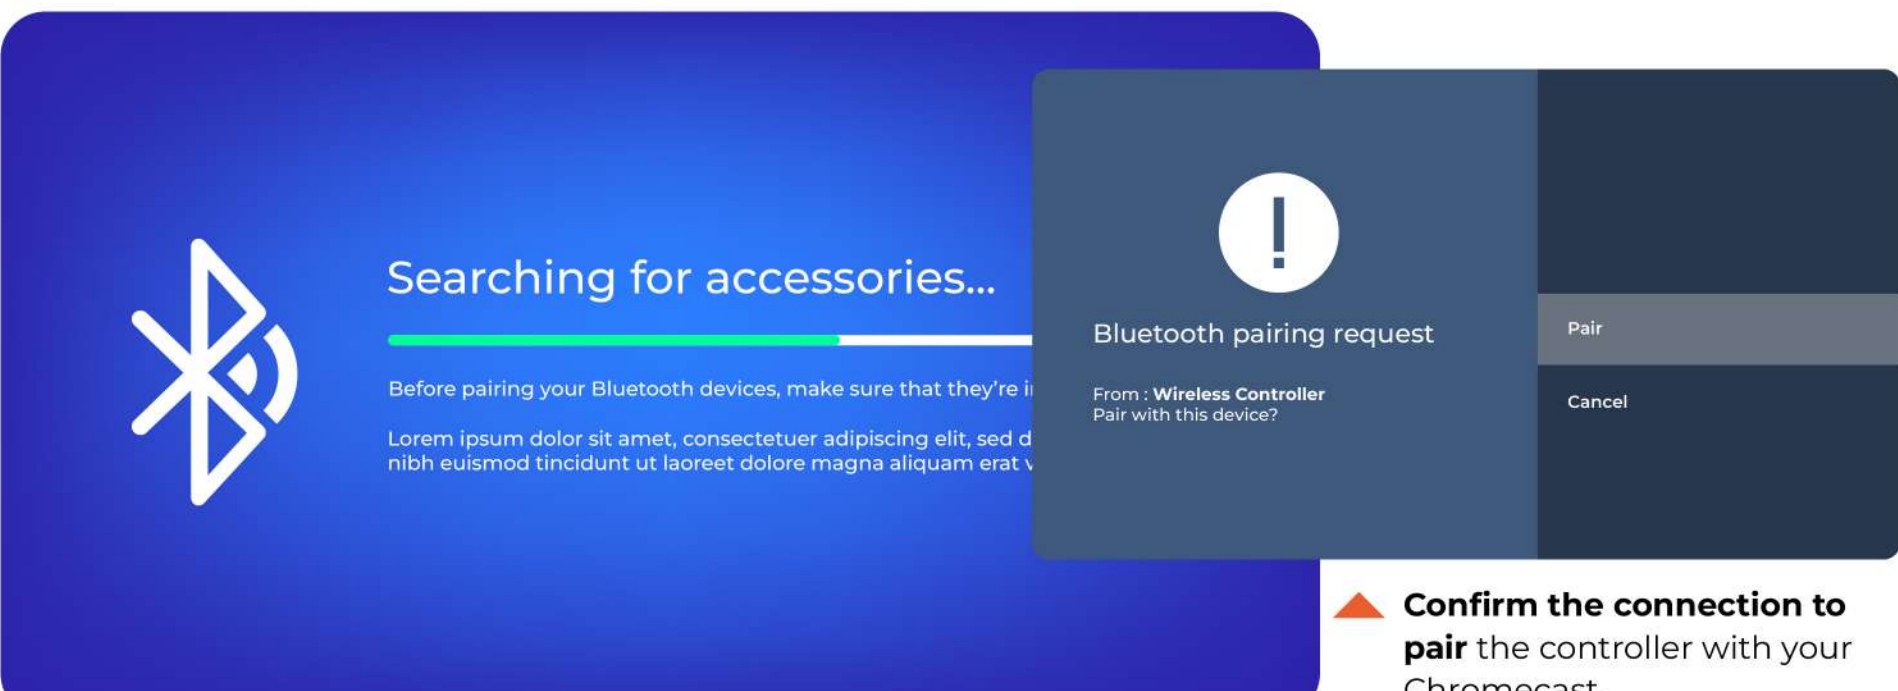 Searching for accessories...
Before pairing your Bluetooth devices, make sure that they're
Lorem ipsum dolor sit amet, consectetuer adipiscing elit, sed
nibh euismod tincidunt ut laoreet dolore magna aliquam erat
!
Bluetooth pairing request
From : Wireless Controller
Pair with this device?
Pair
Cancel
Confirm the connection to
pair the controller with your
Chromecast